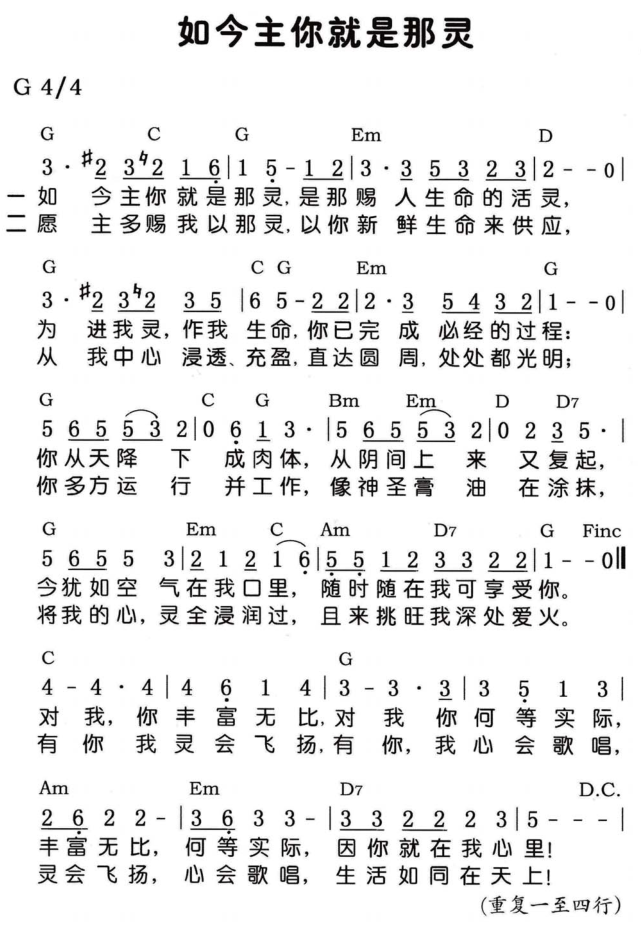 如今主你就是那灵
G 4/4
G C G Em D
3· ♯2 3 ♮2 1 6 | 1 5 - 1 2 | 3· 3 5 3 2 3 | 2 - - 0 |
一如 今主你就是那灵,是那赐 人生命的活灵,
二愿 主多赐我以那灵,以你新 鲜生命来供应,
G C G Em G
3· ♯2 3 ♮2 3 5 | 6 5 - 2 2 | 2· 3 5 4 3 2 | 1 - - 0 |
为 进我灵,作我 生命,你已完 成 必经的过程:
从 我中心 浸透、充盈,直达圆 周,处处都光明;
G C G Bm Em D D7
5 6 5 5 3 2 | 0 6 1 3· | 5 6 5 5 3 2 | 0 2 3 5· |
你从天降 下 成肉体, 从阴间上 来 又复起,
你多方运 行 并工作, 像神圣膏 油 在涂抹,
G Em C Am D7 G Finc
5 6 5 5 3 | 2 1 2 1 6 | 5 5 1 2 3 3 2 2 | 1 - - 0 ‖
今犹如空 气在我口里, 随时随在我可享受你。
将我的心,灵全浸润过, 且来挑旺我深处爱火。
C G
4 - 4· 4 | 4 6 1 4 | 3 - 3· 3 | 3 5 1 3 |
对 我, 你 丰 富 无 比,对 我 你 何 等 实 际,
有 你 我 灵 会 飞 扬,有 你, 我 心 会 歌 唱,
Am Em D7 D.C.
2 6 2 2 - | 3 6 3 3 - | 3 3 2 2 2 3 | 5 - - - |
丰富无比, 何等实际, 因你就在我心里!
灵会飞扬, 心会歌唱, 生活如同在天上!
(重复一至四行)